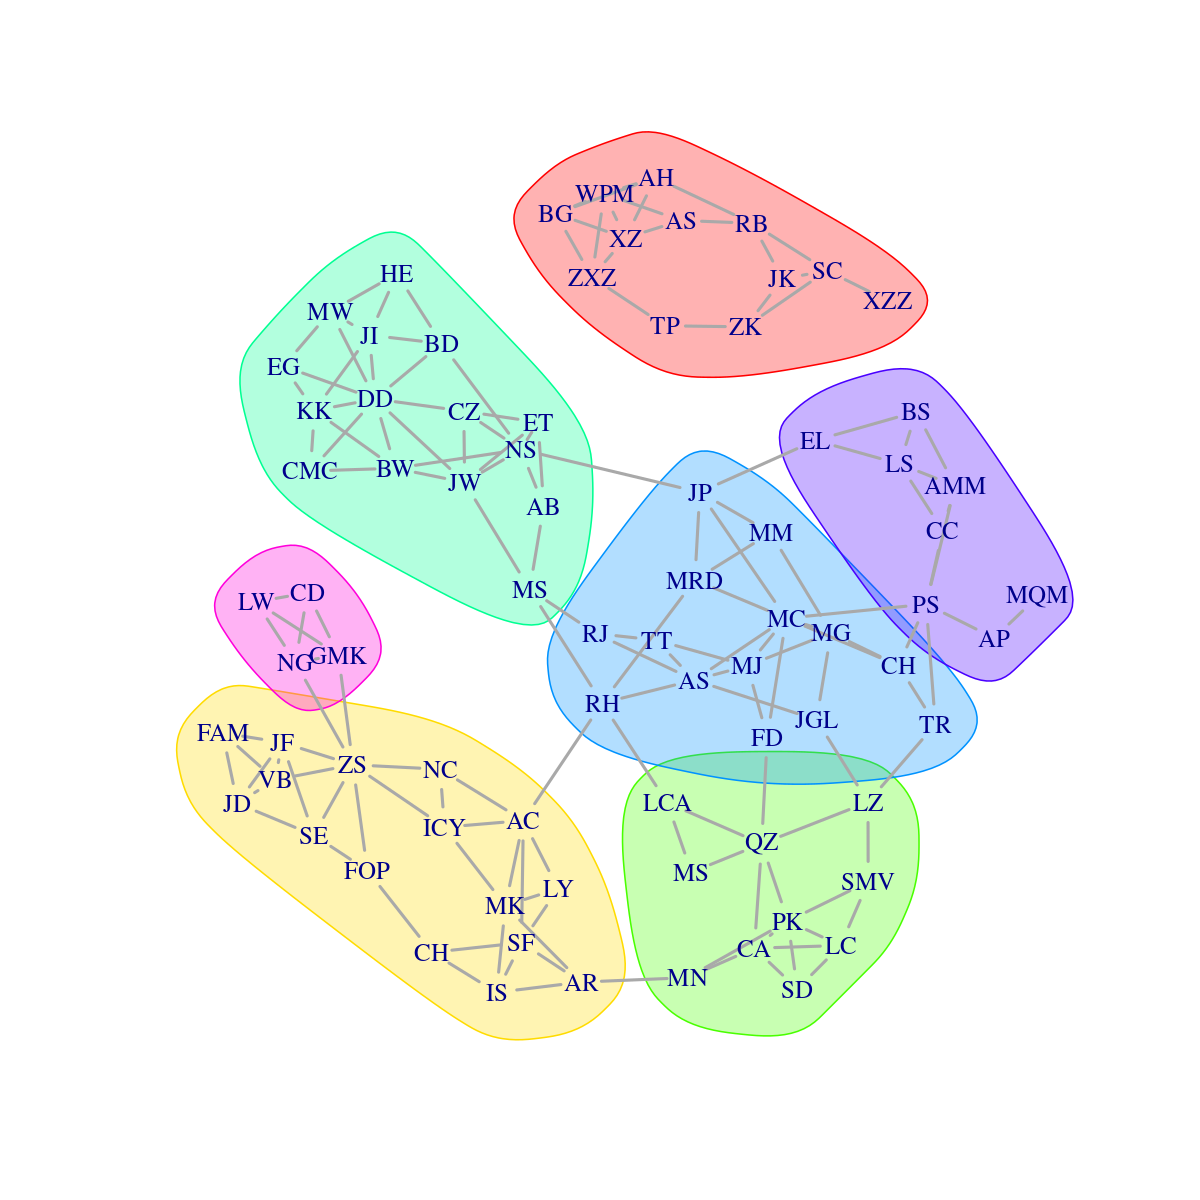 AH
WPM
BG
AS
RB
XZ
ZXZ
JK
SC
XZZ
TP
ZK
HE
MW
JI
BD
EG
DD
KK
CZ
ET
NS
CMC
BW
JW
AB
MS
BS
EL
LS
AMM
CC
PS
MQM
AP
JP
MM
MRD
MC
MG
RJ
TT
CH
MJ
AS
RH
JGL
TR
FD
CD
LW
NG
GMK
FAM
JF
ZS
NC
VB
JD
ICY
AC
SE
FOP
LY
MK
SF
CH
AR
IS
LCA
LZ
QZ
MS
SMV
PK
CA
LC
MN
SD